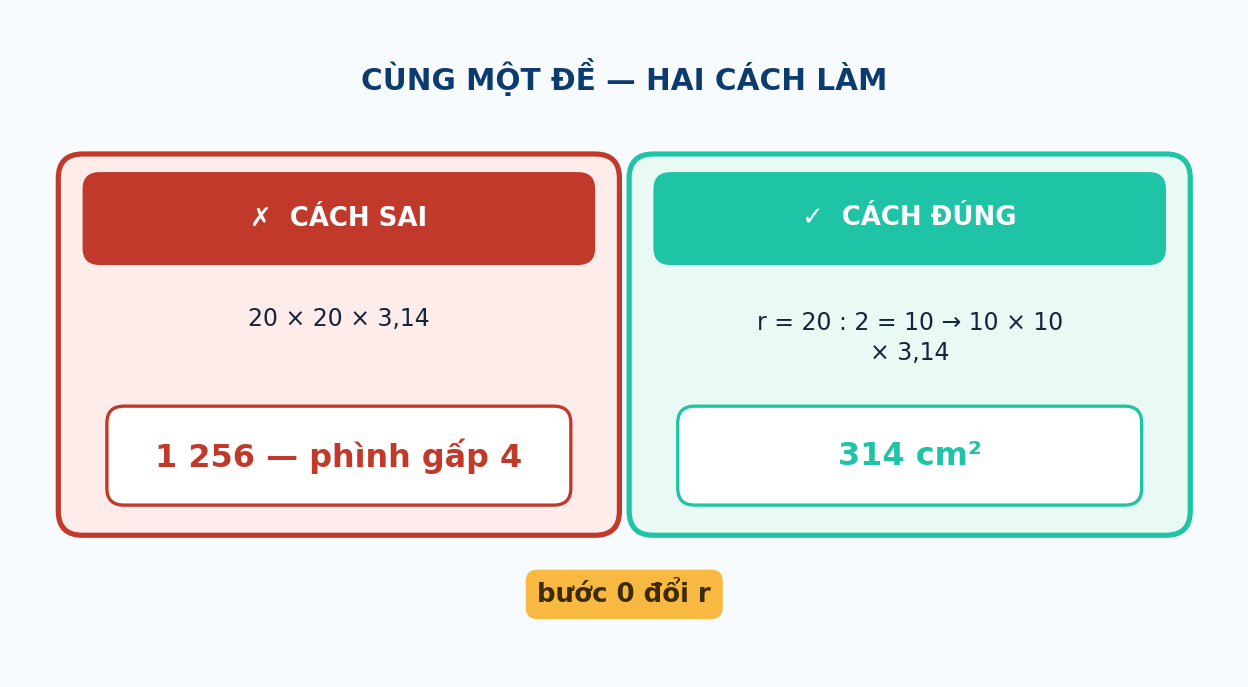 CÙNG MỘT ĐỀ — HAI CÁCH LÀM
✗ CÁCH SAI
20 × 20 × 3,14
1 256 — phình gấp 4
✓ CÁCH ĐÚNG
r = 20 : 2 = 10 → 10 × 10
× 3,14
314 cm²
bước 0 đổi r